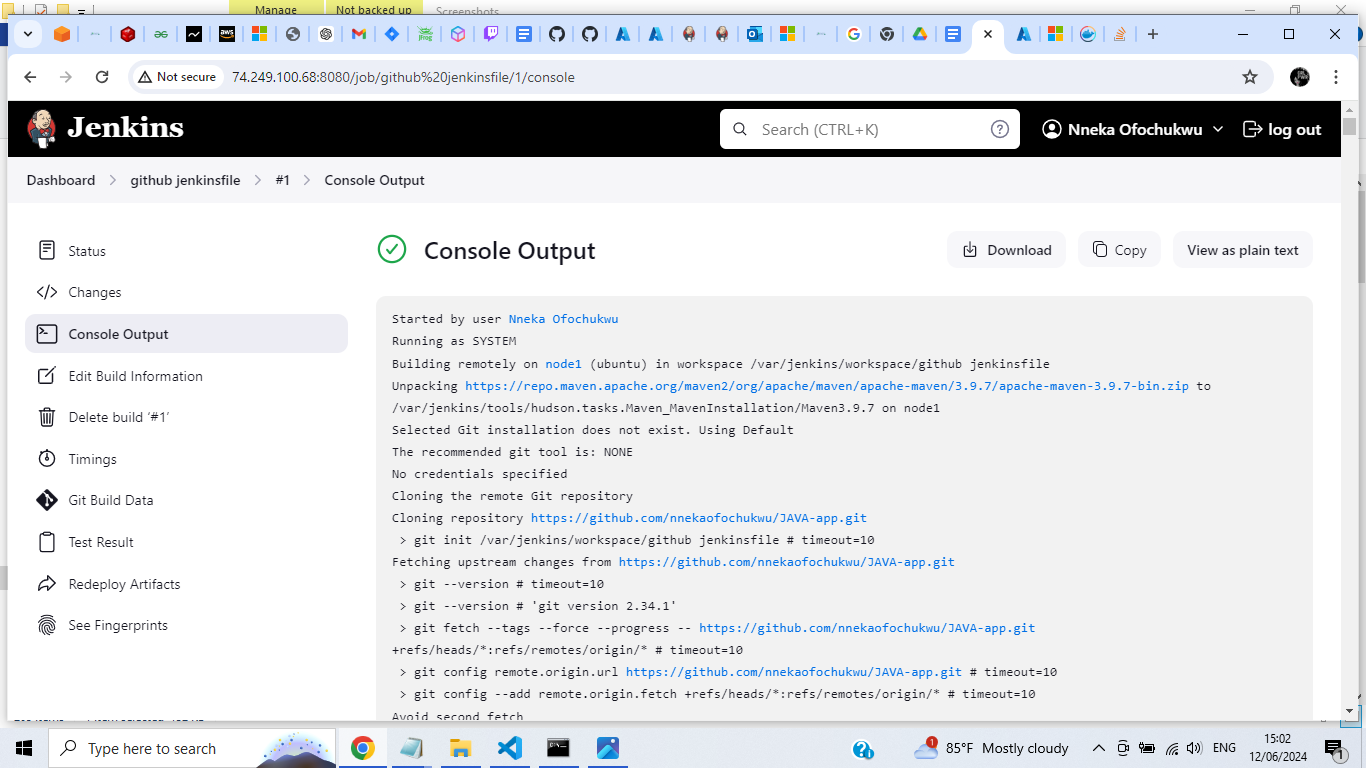 Manage
Not backed up
Screenshots
Not secure
74.249.100.68:8080/job/github%20jenkinsfile/1/console
Jenkins
Search (CTRL+K)
Nneka Ofochukwu
log out
Dashboard
github jenkinsfile
#1
Console Output
Status
Changes
Console Output
Edit Build Information
Delete build ‘#1’
Timings
Git Build Data
Test Result
Redeploy Artifacts
See Fingerprints
Console Output
Download
Copy
View as plain text
Started by user Nneka Ofochukwu
Running as SYSTEM
Building remotely on node1 (ubuntu) in workspace /var/jenkins/workspace/github jenkinsfile
Unpacking https://repo.maven.apache.org/maven2/org/apache/maven/apache-maven/3.9.7/apache-maven-3.9.7-bin.zip to
/var/jenkins/tools/hudson.tasks.Maven_MavenInstallation/Maven3.9.7 on node1
Selected Git installation does not exist. Using Default
The recommended git tool is: NONE
No credentials specified
Cloning the remote Git repository
Cloning repository https://github.com/nnekaofochukwu/JAVA-app.git
> git init /var/jenkins/workspace/github jenkinsfile # timeout=10
Fetching upstream changes from https://github.com/nnekaofochukwu/JAVA-app.git
> git --version # timeout=10
> git --version # 'git version 2.34.1'
> git fetch --tags --force --progress -- https://github.com/nnekaofochukwu/JAVA-app.git
+refs/heads/*:refs/remotes/origin/* # timeout=10
> git config remote.origin.url https://github.com/nnekaofochukwu/JAVA-app.git # timeout=10
> git config --add remote.origin.fetch +refs/heads/*:refs/remotes/origin/* # timeout=10
Avoid second fetch
Type here to search
1
85°F Mostly cloudy
ENG
15:02
12/06/2024
1